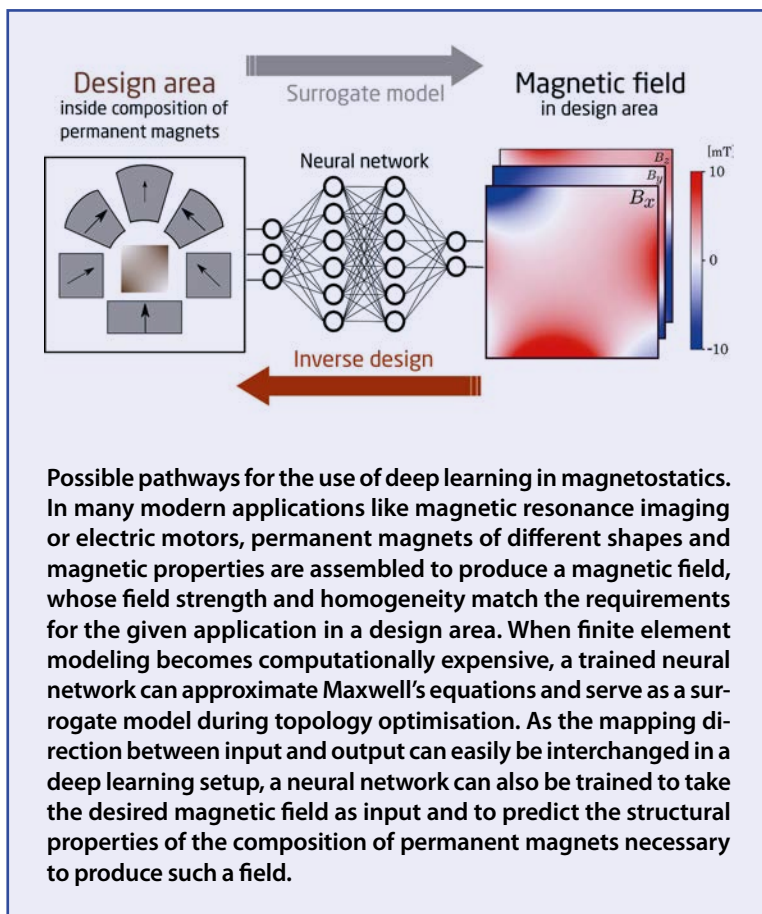 Design area
inside composition of
permanent magnets
Surrogate model
Magnetic field
in design area
Neural network
[mT]
10
0
-10
B_z
B_y
B_x
Inverse design
Possible pathways for the use of deep learning in magnetostatics.
In many modern applications like magnetic resonance imaging
or electric motors, permanent magnets of different shapes and
magnetic properties are assembled to produce a magnetic field,
whose field strength and homogeneity match the requirements
for the given application in a design area. When finite element
modeling becomes computationally expensive, a trained neural
network can approximate Maxwell’s equations and serve as a sur-
rogate model during topology optimisation. As the mapping di-
rection between input and output can easily be interchanged in a
deep learning setup, a neural network can also be trained to take
the desired magnetic field as input and to predict the structural
properties of the composition of permanent magnets necessary
to produce such a field.